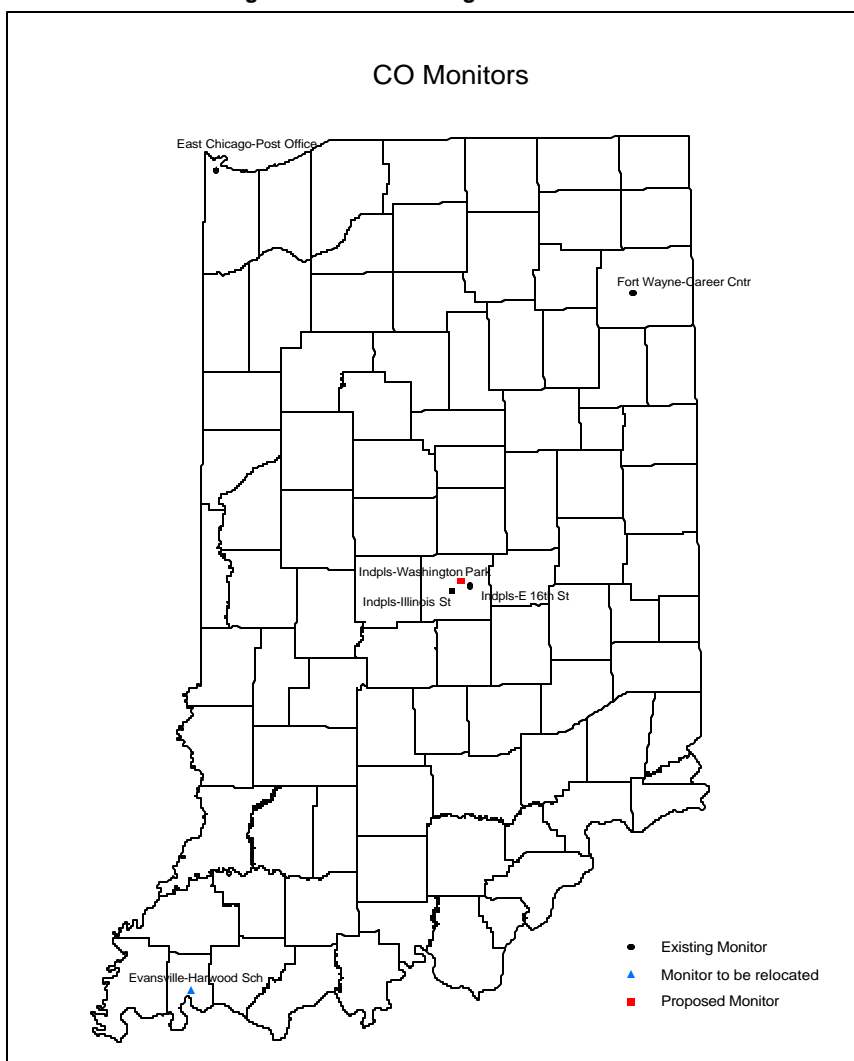 CO Monitors
East Chicago-Post Office
Fort Wayne-Career Cntr
Indpls-Washington Park
Indpls-E 16th St
Indpls-Illinois St
Evansville-Harwood Sch
Existing Monitor
Monitor to be relocated
Proposed Monitor